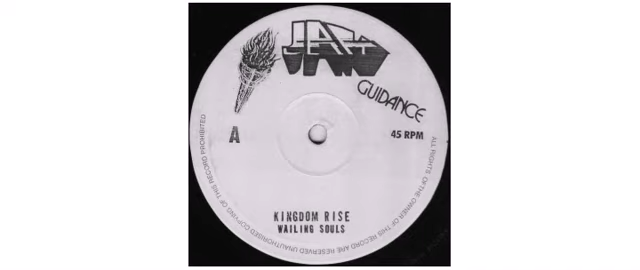 JAH
GUIDANCE
A
45 RPM
KINGDOM RISE
WAILING SOULS
ALL RIGHTS OF THE OWNER OF THIS RECORD ARE RESERVED UNAUTHORISED COPYING OF THIS RECORD PROHIBITED